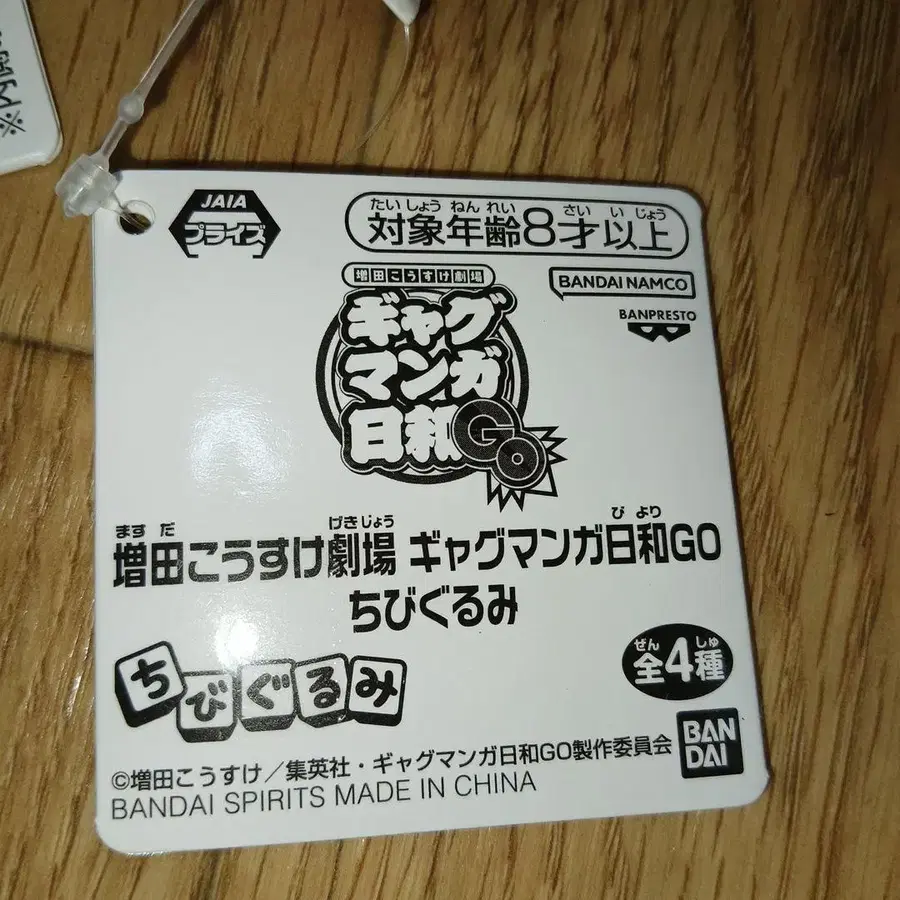 JAIA
プライズ
たいしょうねんれい さい いじょう
対象年齢8才以上
増田こうすけ劇場
ギャグ
マンガ
日和GO
BANDAI NAMCO
BANPRESTO
ますだ げきじょう びより
増田こうすけ劇場 ギャグマンガ日和GO
ちびぐるみ
ちびぐるみ
ぜん しゅ
全4種
©増田こうすけ/集英社・ギャグマンガ日和GO製作委員会
BANDAI SPIRITS MADE IN CHINA
BAN
DAI